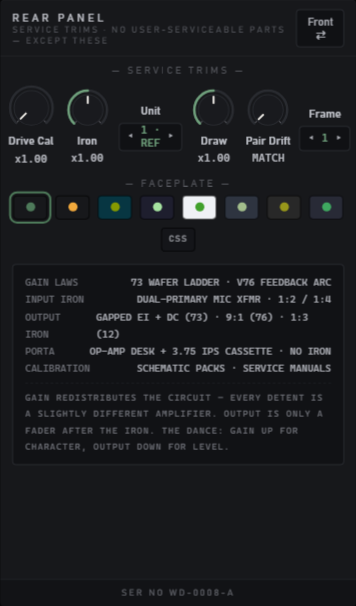 REAR PANEL
SERVICE TRIMS · NO USER-SERVICEABLE PARTS
— EXCEPT THESE
Front
⇄
— SERVICE TRIMS —
Drive Cal
x1.00
Iron
x1.00
Unit
◂ 1 · REF ▸
Draw
x1.00
Pair Drift
MATCH
Frame
◂ 1 ▸
— FACEPLATE —
CSS
GAIN LAWS 73 WAFER LADDER · V76 FEEDBACK ARC
INPUT IRON DUAL-PRIMARY MIC XFMR · 1:2 / 1:4
OUTPUT IRON GAPPED EI + DC (73) · 9:1 (76) · 1:3 (12)
PORTA OP-AMP DESK + 3.75 IPS CASSETTE · NO IRON
CALIBRATION SCHEMATIC PACKS · SERVICE MANUALS
GAIN REDISTRIBUTES THE CIRCUIT — EVERY DETENT IS
A SLIGHTLY DIFFERENT AMPLIFIER. OUTPUT IS ONLY A
FADER AFTER THE IRON. THE DANCE: GAIN UP FOR
CHARACTER, OUTPUT DOWN FOR LEVEL.
SER NO WD-0008-A